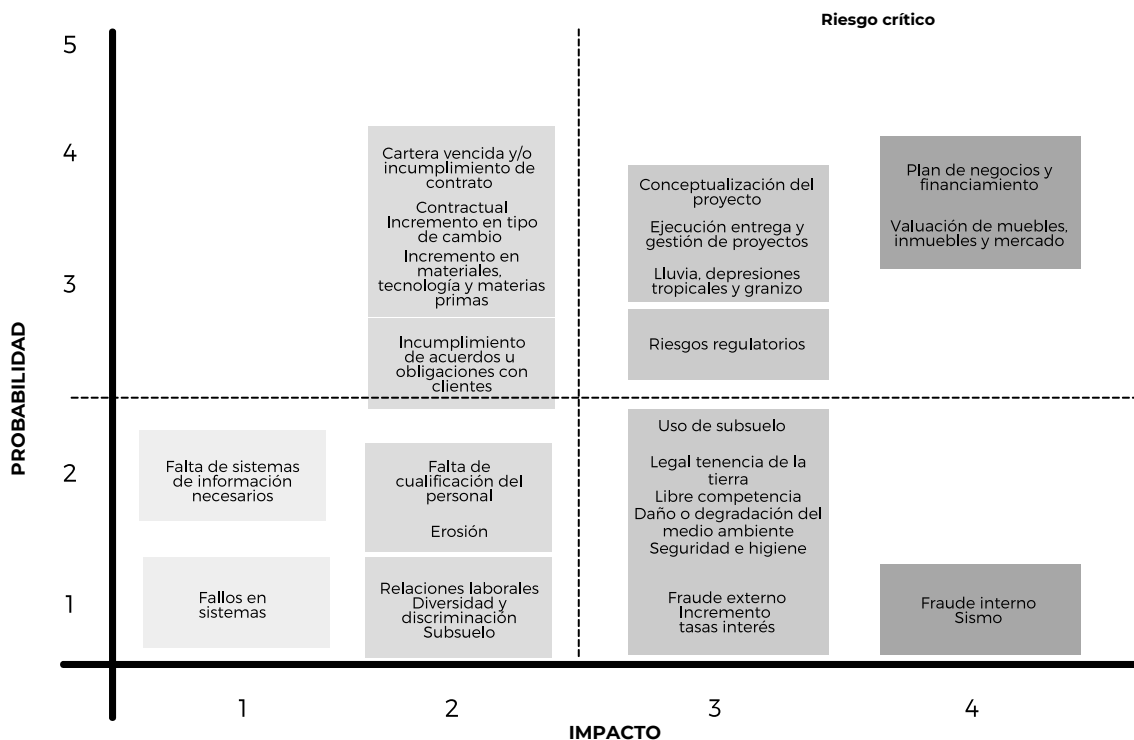 Riesgo crítico
PROBABILIDAD
5
4
3
2
1
Cartera vencida y/o
incumplimiento de
contrato
Contractual
Incremento en tipo
de cambio
Incremento en
materiales,
tecnología y materias
primas
Incumplimiento
de acuerdos u
obligaciones con
clientes
Conceptualización del
proyecto
Ejecución entrega y
gestión de proyectos
Lluvia, depresiones
tropicales y granizo
Riesgos regulatorios
Plan de negocios y
financiamiento
Valuación de muebles,
inmuebles y mercado
Falta de sistemas
de información
necesarios
Falta de
cualificación del
personal
Erosión
Uso de subsuelo
Legal tenencia de la
tierra
Libre competencia
Daño o degradación del
medio ambiente
Seguridad e higiene
Fallos en
sistemas
Relaciones laborales
Diversidad y
discriminación
Subsuelo
Fraude externo
Incremento
tasas interés
Fraude interno
Sismo
1
2
3
4
IMPACTO